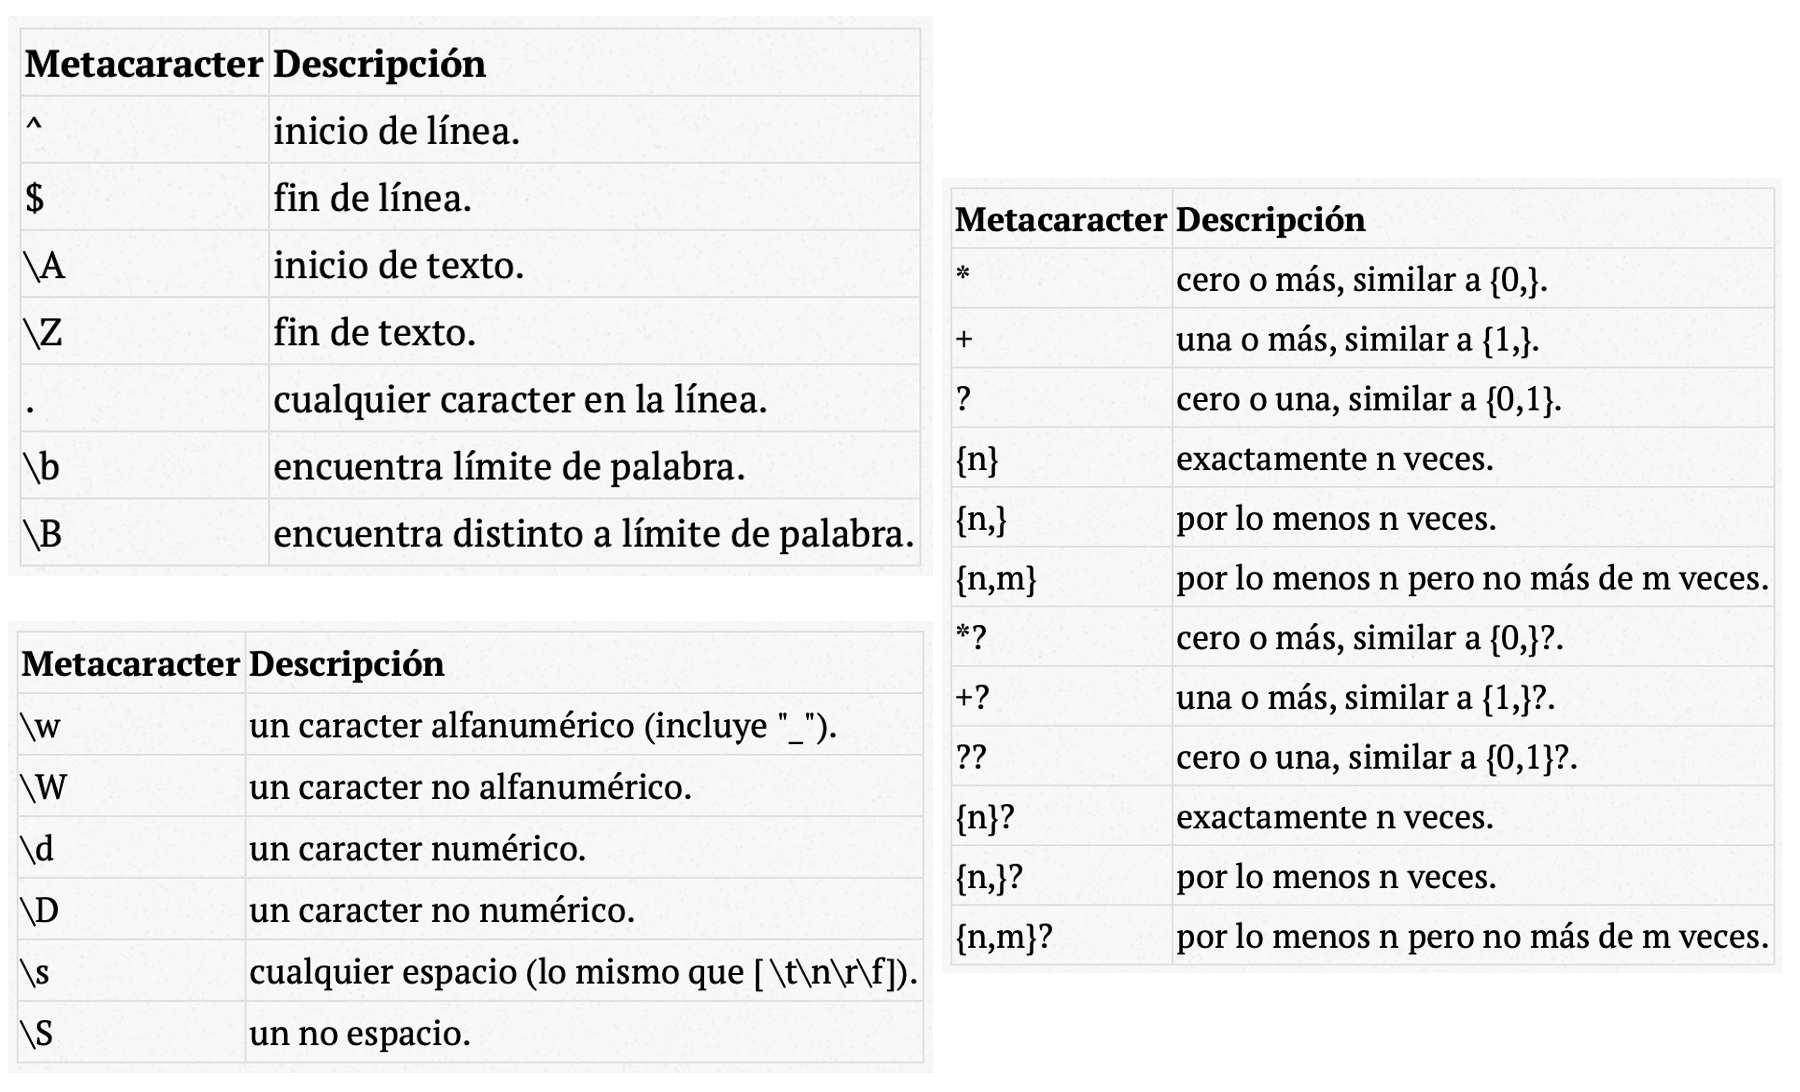 Metacaracter Descripción
^ inicio de línea.
$ fin de línea.
\A inicio de texto.
\Z fin de texto.
. cualquier caracter en la línea.
\b encuentra límite de palabra.
\B encuentra distinto a límite de palabra.
Metacaracter Descripción
\w un caracter alfanumérico (incluye "_").
\W un caracter no alfanumérico.
\d un caracter numérico.
\D un caracter no numérico.
\s cualquier espacio (lo mismo que [ \t\n\r\f]).
\S un no espacio.
Metacaracter Descripción
* cero o más, similar a {0,}.
+ una o más, similar a {1,}.
? cero o una, similar a {0,1}.
{n} exactamente n veces.
{n,} por lo menos n veces.
{n,m} por lo menos n pero no más de m veces.
*? cero o más, similar a {0,}?.
+? una o más, similar a {1,}?.
?? cero o una, similar a {0,1}?.
{n}? exactamente n veces.
{n,}? por lo menos n veces.
{n,m}? por lo menos n pero no más de m veces.